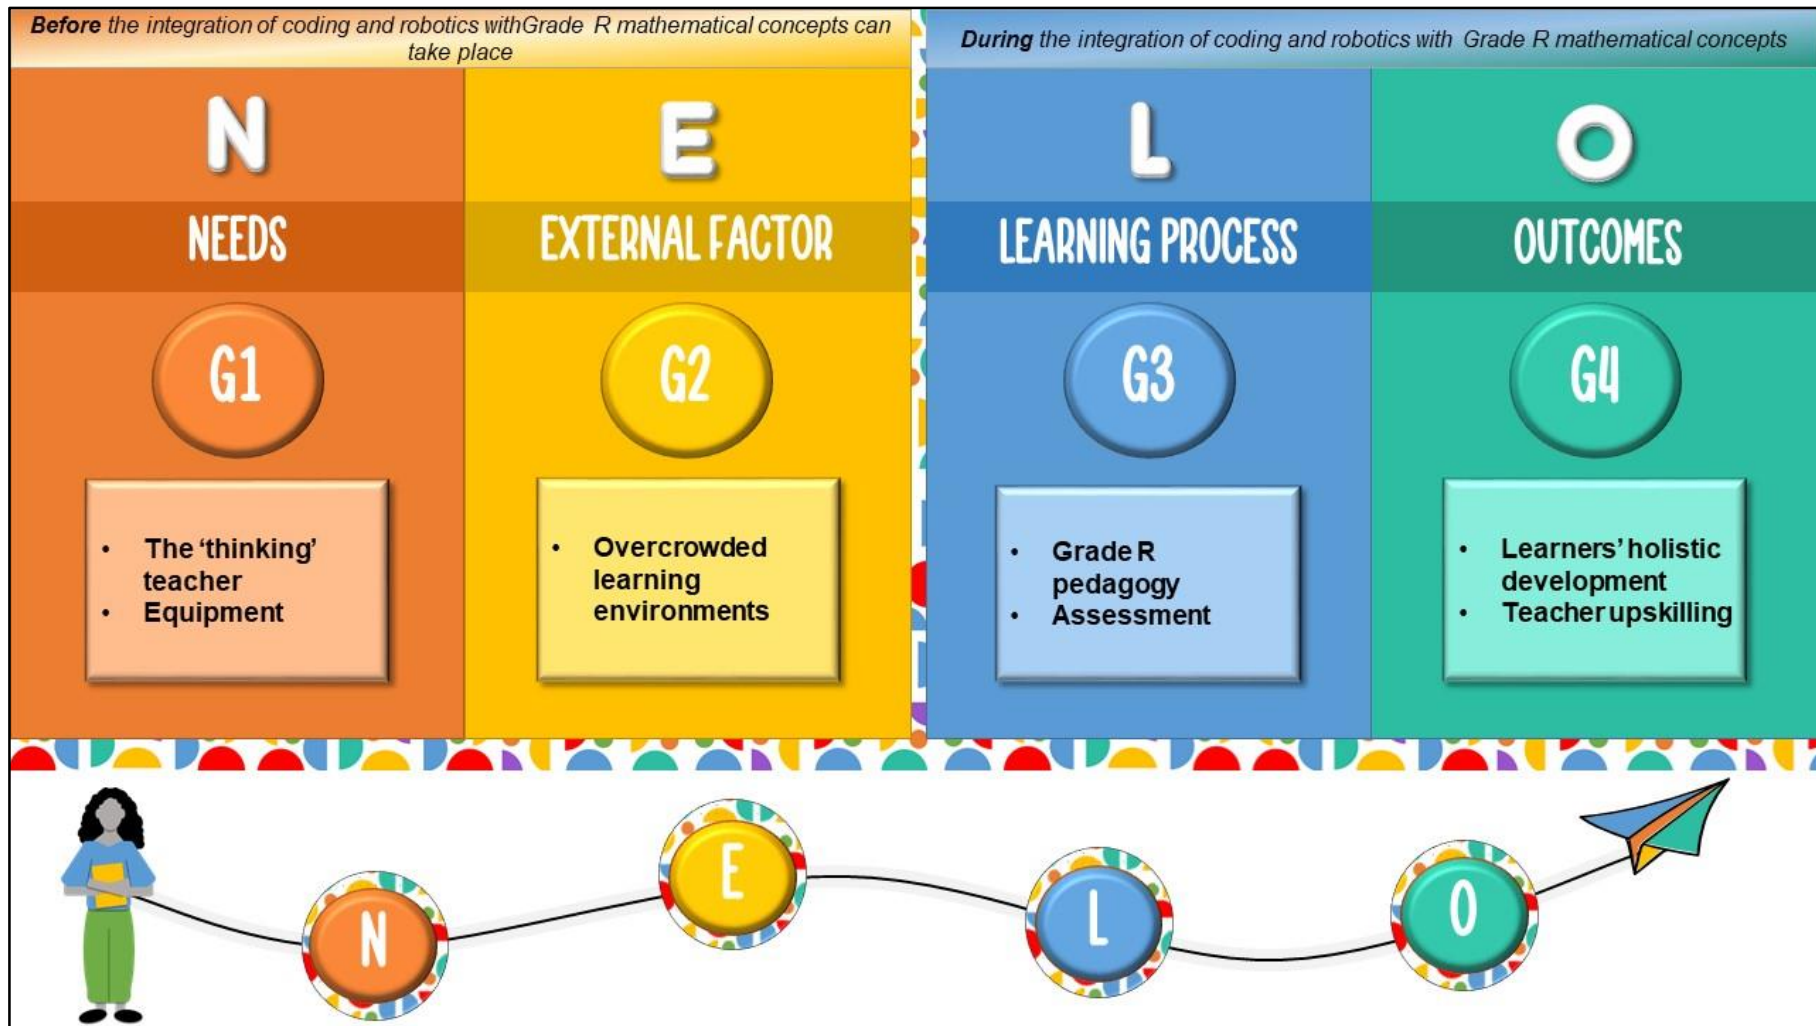 Before the integration of coding and robotics withGrade R mathematical concepts can
take place
During the integration of coding and robotics with Grade R mathematical concepts
N
NEEDS
G1
• The ‘thinking’
teacher
• Equipment
E
EXTERNAL FACTOR
G2
• Overcrowded
learning
environments
L
LEARNING PROCESS
G3
• Grade R
pedagogy
• Assessment
O
OUTCOMES
G4
• Learners’ holistic
development
• Teacher upskilling
N
E
L
O